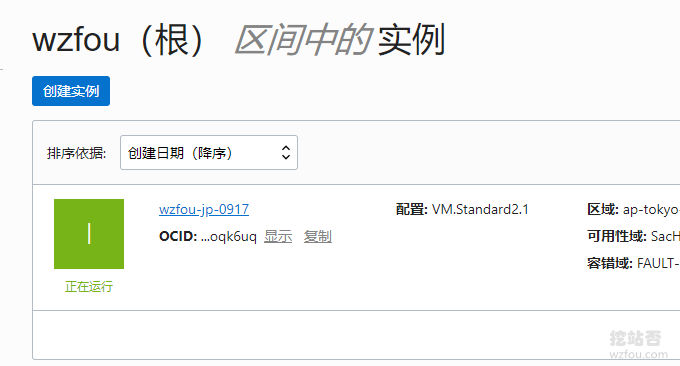 wzfou（根） 区间中的 实例
创建实例
排序依据: 创建日期（降序）
wzfou-jp-0917 配置: VM.Standard2.1 区域: ap-tokyo-
OCID: ...oqk6uq 显示 复制 可用性域: SacH
容错域: FAULT-
正在运行
挖站否
wzfou.com